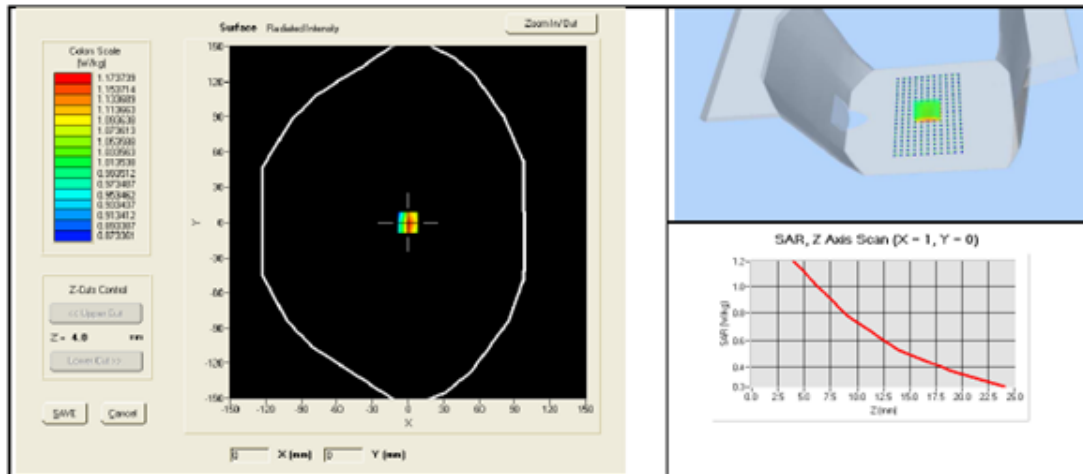 Surface Radiated Intensity
Zoom In/Out
Colors Scale
(W/kg)
1.173739
1.153714
1.133689
1.113663
1.093638
1.073613
1.053588
1.033563
1.013538
0.993512
0.973487
0.953462
0.933437
0.913412
0.893387
0.873361
150
120
90
60
30
0
-30
-60
-90
-120
-150
Y
-150 -120 -90 -60 -30 0 30 60 90 120 150
X
Z-Cuts Control
<< Upper Cut
Z = 4.0 mm
Lower Cut >>
SAVE Cancel
0 X (mm) 0 Y (mm)
SAR, Z Axis Scan (X = 1, Y = 0)
1.2
1.0
0.8
0.6
0.4
0.3
SAR (W/kg)
0.0 2.5 5.0 7.5 10.0 12.5 15.0 17.5 20.0 22.5 25.0
Z (mm)